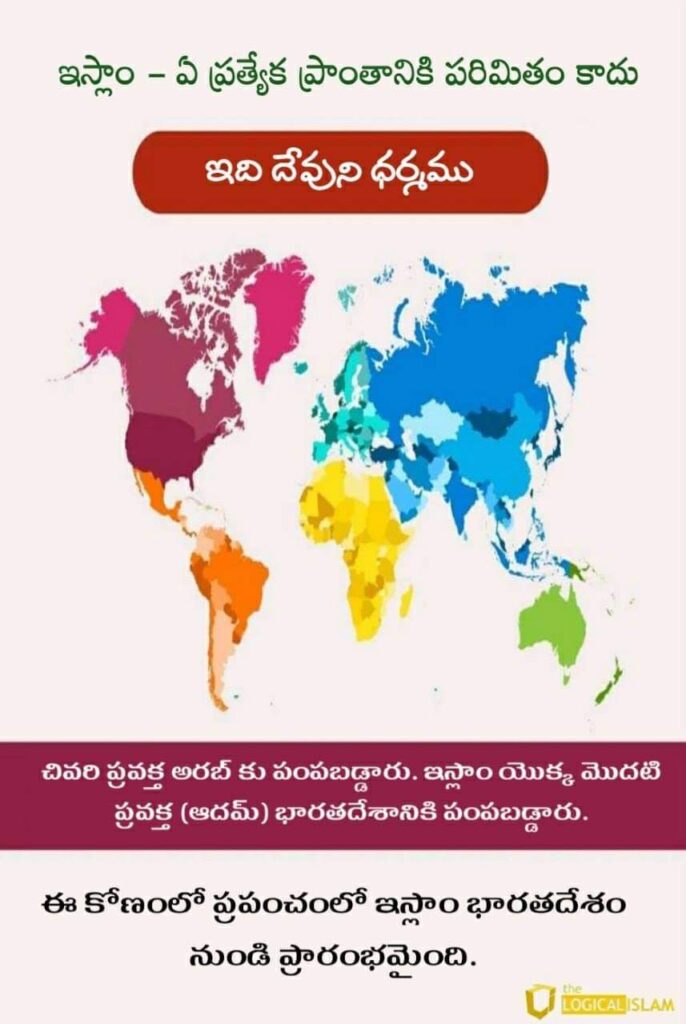 ఇస్లాం – ఏ ప్రత్యేక ప్రాంతానికి పరిమితం కాదు
ఇది దేవుని ధర్మము
చివరి ప్రవక్త అరబ్ కు పంపబడ్డారు. ఇస్లాం యొక్క మొదటి
ప్రవక్త (ఆదమ్) భారతదేశానికి పంపబడ్డారు.
ఈ కోణంలో ప్రపంచంలో ఇస్లాం భారతదేశం
నుండి ప్రారంభమైంది.
the
LOGICAL ISLAM